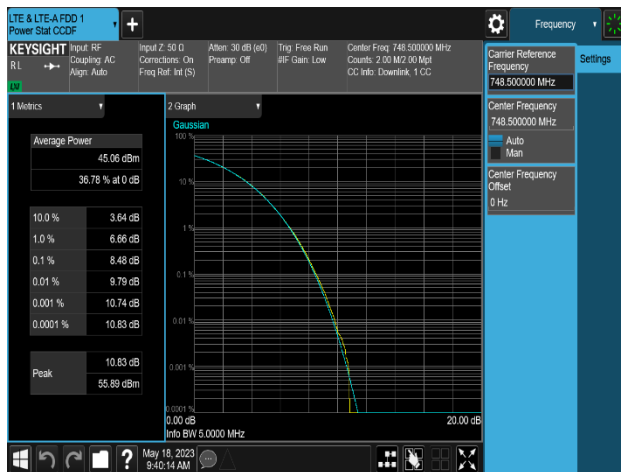 LTE & LTE-A FDD 1
Power Stat CCDF
+
Frequency
KEYSIGHT
RL
LW
Input: RF
Coupling: AC
Align: Auto
Input Z: 50 Ω
Corrections: On
Freq Ref: Int (S)
Atten: 30 dB (e0)
Preamp: Off
Trig: Free Run
#IF Gain: Low
Center Freq: 748.500000 MHz
Counts: 2.00 M/2.00 Mpt
CC Info: Downlink, 1 CC
1 Metrics
Average Power
45.06 dBm
36.78 % at 0 dB
10.0 % 3.64 dB
1.0 % 6.66 dB
0.1 % 8.48 dB
0.01 % 9.79 dB
0.001 % 10.74 dB
0.0001 % 10.83 dB
Peak
10.83 dB
55.89 dBm
2 Graph
Gaussian
100 %
10 %
1 %
0.1 %
0.01 %
0.001 %
0.0001 %
0.00 dB 20.00 dB
Info BW 5.0000 MHz
Settings
Carrier Reference
Frequency
748.500000 MHz
Center Frequency
748.500000 MHz
Auto
Man
Center Frequency
Offset
0 Hz
?
May 18, 2023
9:40:14 AM